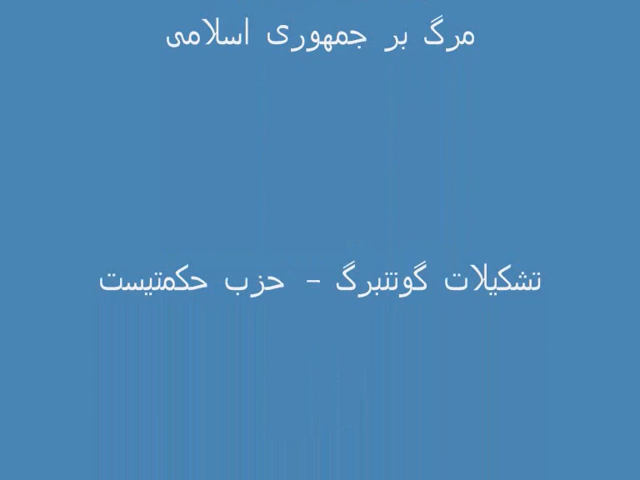 مرگ بر جمهوری اسلامی
تشکیلات گوتنبرگ - حزب حکمتیست